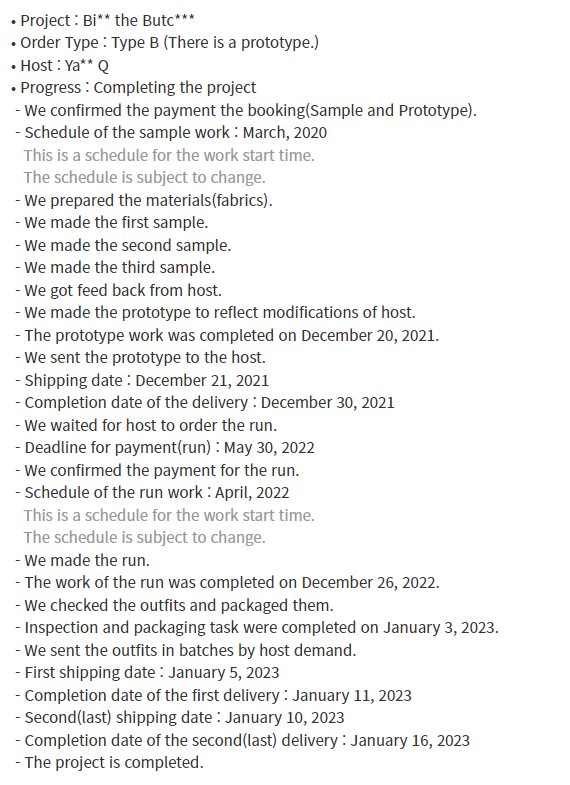 • Project : Bi** the Butc***
• Order Type : Type B (There is a prototype.)
• Host : Ya** Q
• Progress : Completing the project
- We confirmed the payment the booking(Sample and Prototype).
- Schedule of the sample work : March, 2020
This is a schedule for the work start time.
The schedule is subject to change.
- We prepared the materials(fabrics).
- We made the first sample.
- We made the second sample.
- We made the third sample.
- We got feed back from host.
- We made the prototype to reflect modifications of host.
- The prototype work was completed on December 20, 2021.
- We sent the prototype to the host.
- Shipping date : December 21, 2021
- Completion date of the delivery : December 30, 2021
- We waited for host to order the run.
- Deadline for payment(run) : May 30, 2022
- We confirmed the payment for the run.
- Schedule of the run work : April, 2022
This is a schedule for the work start time.
The schedule is subject to change.
- We made the run.
- The work of the run was completed on December 26, 2022.
- We checked the outfits and packaged them.
- Inspection and packaging task were completed on January 3, 2023.
- We sent the outfits in batches by host demand.
- First shipping date : January 5, 2023
- Completion date of the first delivery : January 11, 2023
- Second(last) shipping date : January 10, 2023
- Completion date of the second(last) delivery : January 16, 2023
- The project is completed.